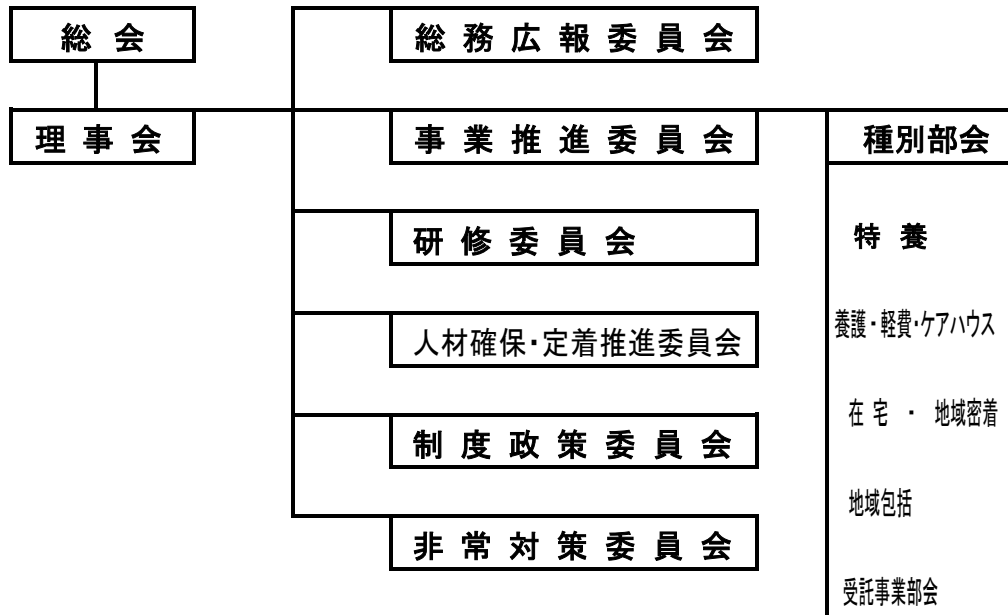 総会
総務広報委員会
理事会
事業推進委員会
種別部会
研修委員会
特養
養護・軽費・ケアハウス
人材確保・定着推進委員会
在宅 ・ 地域密着
制度政策委員会
地域包括
非常対策委員会
受託事業部会